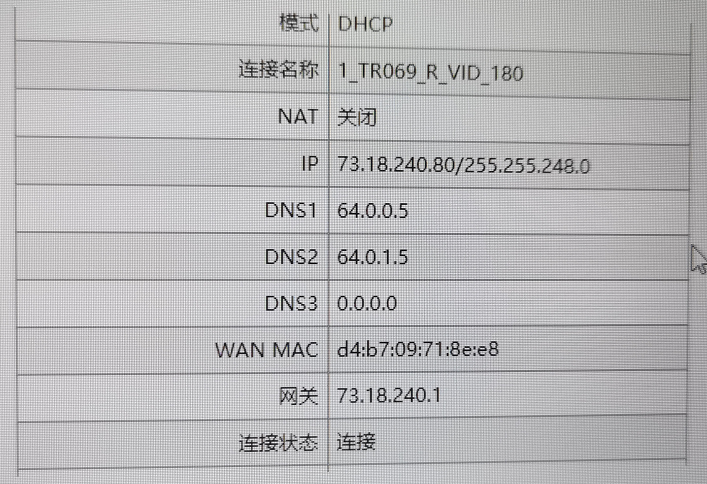 模式 DHCP
连接名称 1_TR069_R_VID_180
NAT 关闭
IP 73.18.240.80/255.255.248.0
DNS1 64.0.0.5
DNS2 64.0.1.5
DNS3 0.0.0.0
WAN MAC d4:b7:09:71:8e:e8
网关 73.18.240.1
连接状态 连接